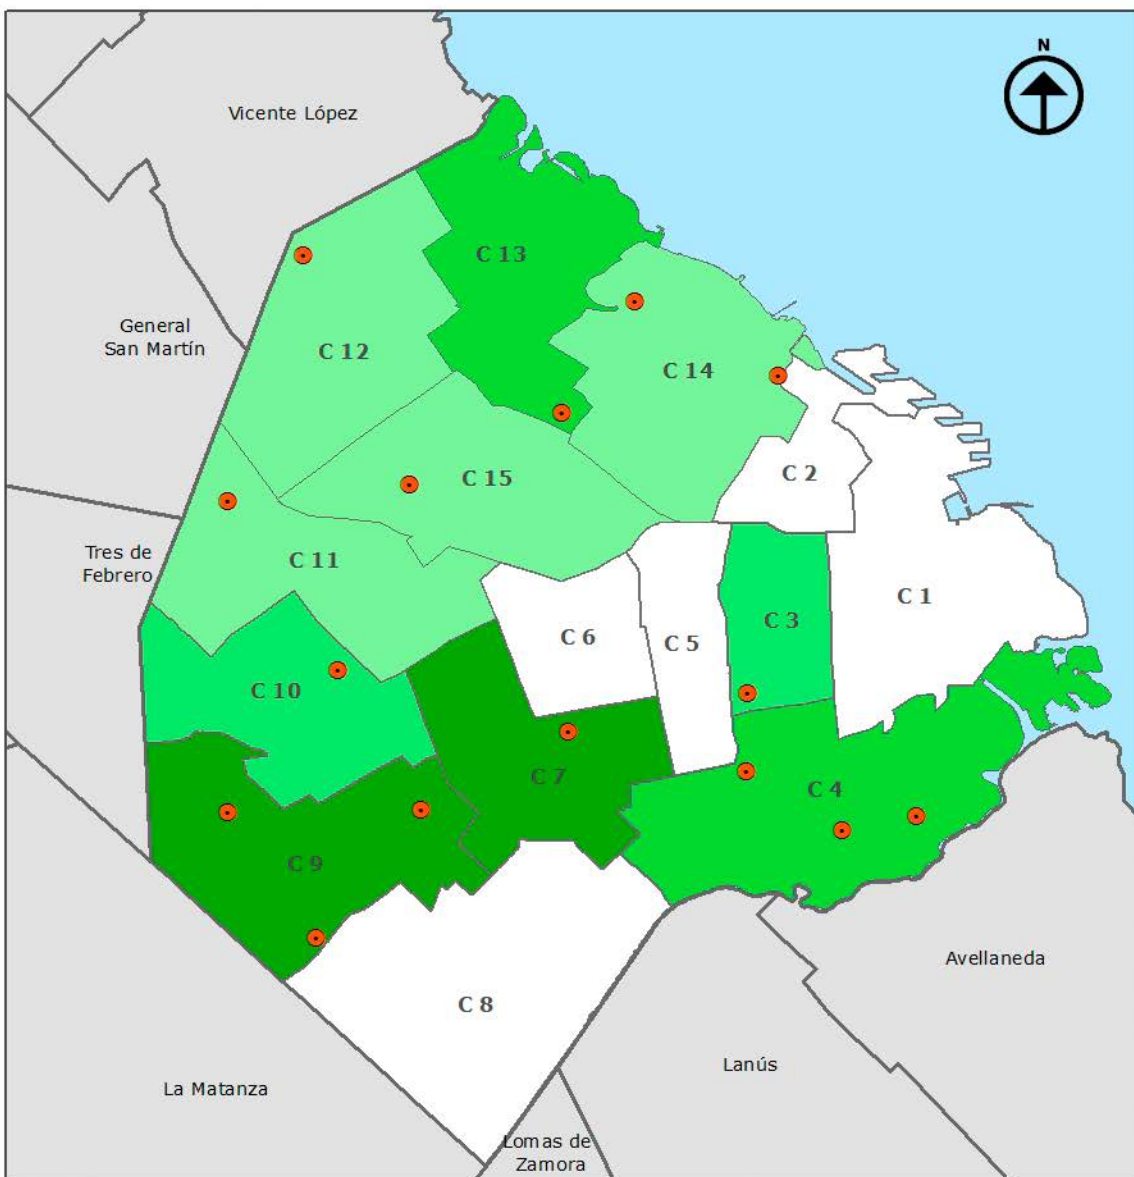 N
Vicente López
C 13
General
San Martín
C 12
C 14
C 2
C 15
Tres de
Febrero
C 11
C 1
C 3
C 6
C 5
C 10
C 7
C 4
C 9
Avellaneda
C 8
Lanús
La Matanza
Lomas de
Zamora